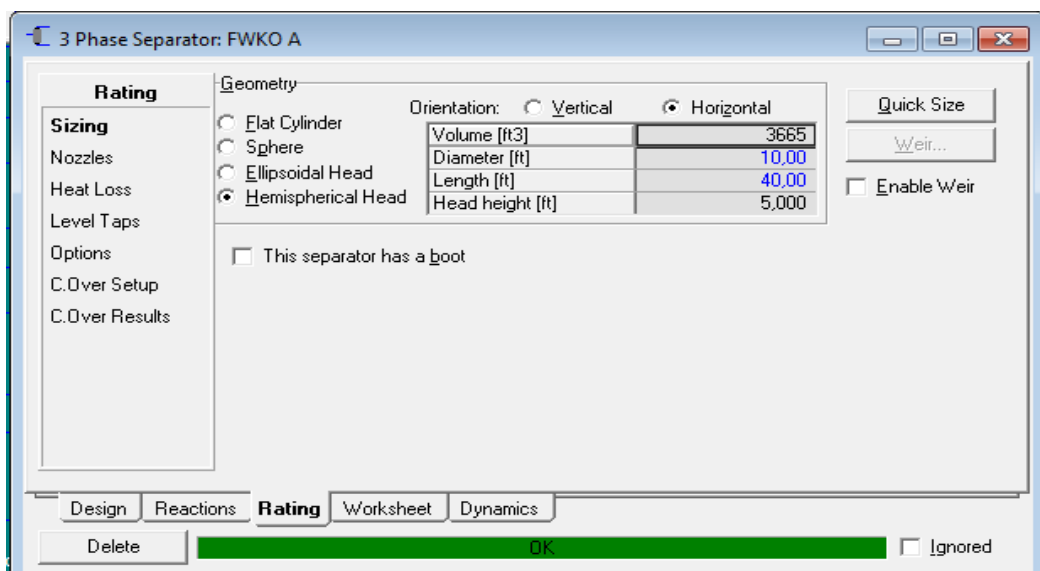 3 Phase Separator: FWKO A
Rating
Sizing
Nozzles
Heat Loss
Level Taps
Options
C.Over Setup
C.Over Results
Geometry
Flat Cylinder
Sphere
Ellipsoidal Head
Hemispherical Head
Orientation: Vertical Horizontal
Volume [ft3] 3665
Diameter [ft] 10,00
Length [ft] 40,00
Head height [ft] 5,000
Quick Size
Weir...
Enable Weir
This separator has a boot
Design Reactions Rating Worksheet Dynamics
Delete OK Ignored